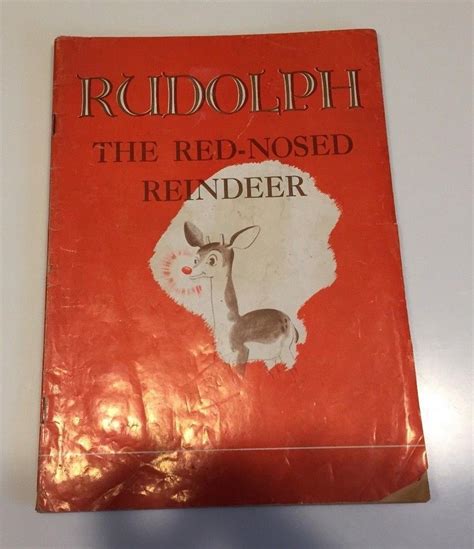 RUDOLPH
THE RED-NOSED
REINDEER